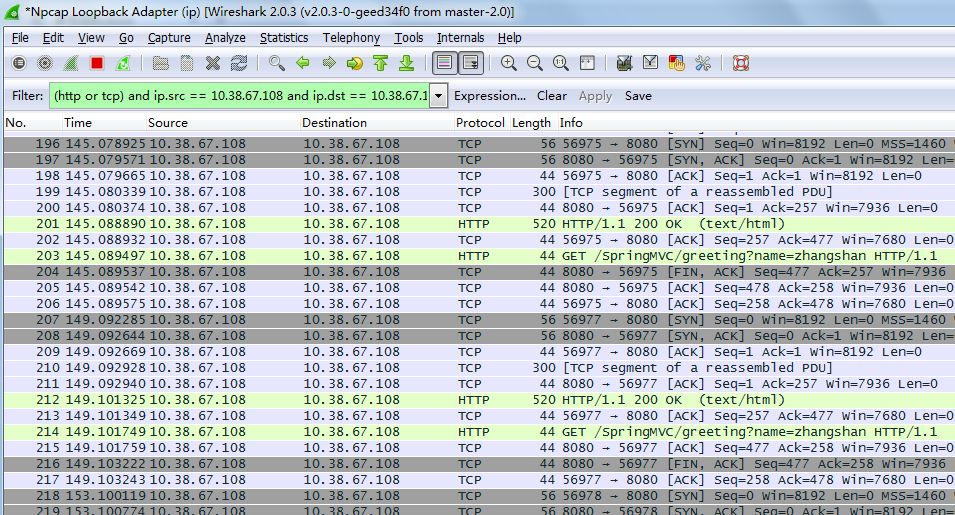 *Npcap Loopback Adapter (ip) [Wireshark 2.0.3 (v2.0.3-0-geed34f0 from master-2.0)]
File Edit View Go Capture Analyze Statistics Telephony Tools Internals Help
Filter: (http or tcp) and ip.src == 10.38.67.108 and ip.dst == 10.38.67.1 Expression... Clear Apply Save
No. Time Source Destination Protocol Length Info
196 145.078925 10.38.67.108 10.38.67.108 TCP 56 56975 → 8080 [SYN] Seq=0 Win=8192 Len=0 MSS=1460
197 145.079571 10.38.67.108 10.38.67.108 TCP 56 8080 → 56975 [SYN, ACK] Seq=0 Ack=1 Win=8192 Len=
198 145.079665 10.38.67.108 10.38.67.108 TCP 44 56975 → 8080 [ACK] Seq=1 Ack=1 Win=8192 Len=0
199 145.080339 10.38.67.108 10.38.67.108 TCP 300 [TCP segment of a reassembled PDU]
200 145.080374 10.38.67.108 10.38.67.108 TCP 44 8080 → 56975 [ACK] Seq=1 Ack=257 Win=7936 Len=0
201 145.088890 10.38.67.108 10.38.67.108 HTTP 520 HTTP/1.1 200 OK (text/html)
202 145.088932 10.38.67.108 10.38.67.108 TCP 44 56975 → 8080 [ACK] Seq=257 Ack=477 Win=7680 Len=0
203 145.089497 10.38.67.108 10.38.67.108 HTTP 44 GET /SpringMVC/greeting?name=zhangshan HTTP/1.1
204 145.089537 10.38.67.108 10.38.67.108 TCP 44 8080 → 56975 [FIN, ACK] Seq=477 Ack=257 Win=7936
205 145.089542 10.38.67.108 10.38.67.108 TCP 44 8080 → 56975 [ACK] Seq=478 Ack=258 Win=7936 Len=0
206 145.089575 10.38.67.108 10.38.67.108 TCP 44 56975 → 8080 [ACK] Seq=258 Ack=478 Win=7680 Len=0
207 149.092285 10.38.67.108 10.38.67.108 TCP 56 56977 → 8080 [SYN] Seq=0 Win=8192 Len=0 MSS=1460
208 149.092644 10.38.67.108 10.38.67.108 TCP 56 8080 → 56977 [SYN, ACK] Seq=0 Ack=1 Win=8192 Len=
209 149.092669 10.38.67.108 10.38.67.108 TCP 44 56977 → 8080 [ACK] Seq=1 Ack=1 Win=8192 Len=0
210 149.092928 10.38.67.108 10.38.67.108 TCP 300 [TCP segment of a reassembled PDU]
211 149.092940 10.38.67.108 10.38.67.108 TCP 44 8080 → 56977 [ACK] Seq=1 Ack=257 Win=7936 Len=0
212 149.101325 10.38.67.108 10.38.67.108 HTTP 520 HTTP/1.1 200 OK (text/html)
213 149.101349 10.38.67.108 10.38.67.108 TCP 44 56977 → 8080 [ACK] Seq=257 Ack=477 Win=7680 Len=0
214 149.101749 10.38.67.108 10.38.67.108 HTTP 44 GET /SpringMVC/greeting?name=zhangshan HTTP/1.1
215 149.101759 10.38.67.108 10.38.67.108 TCP 44 8080 → 56977 [ACK] Seq=477 Ack=258 Win=7936 Len=0
216 149.103222 10.38.67.108 10.38.67.108 TCP 44 8080 → 56977 [FIN, ACK] Seq=477 Ack=258 Win=7936
217 149.103243 10.38.67.108 10.38.67.108 TCP 44 56977 → 8080 [ACK] Seq=258 Ack=478 Win=7680 Len=0
218 153.100119 10.38.67.108 10.38.67.108 TCP 56 56978 → 8080 [SYN] Seq=0 Win=8192 Len=0 MSS=1460
219 153.100774 10.38.67.108 10.38.67.108 TCP 56 8080 → 56978 [SYN, ACK] Seq=0 Ack=1 Win=8192 Len=